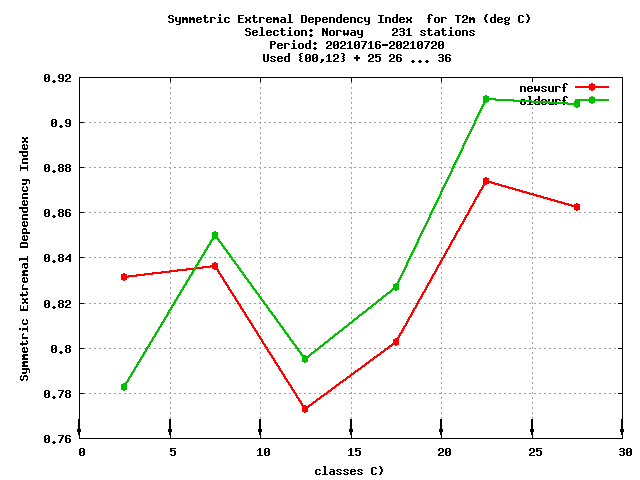 Symmetric Extremal Dependency Index  for T2m (deg C)
Selection: Norway    231 stations
Period: 20210716-20210720
Used {00,12} + 25 26 ... 36
newsurf
oldsurf
Symmetric Extremal Dependency Index
0.92
0.9
0.88
0.86
0.84
0.82
0.8
0.78
0.76
0 5 10 15 20 25 30
classes C)